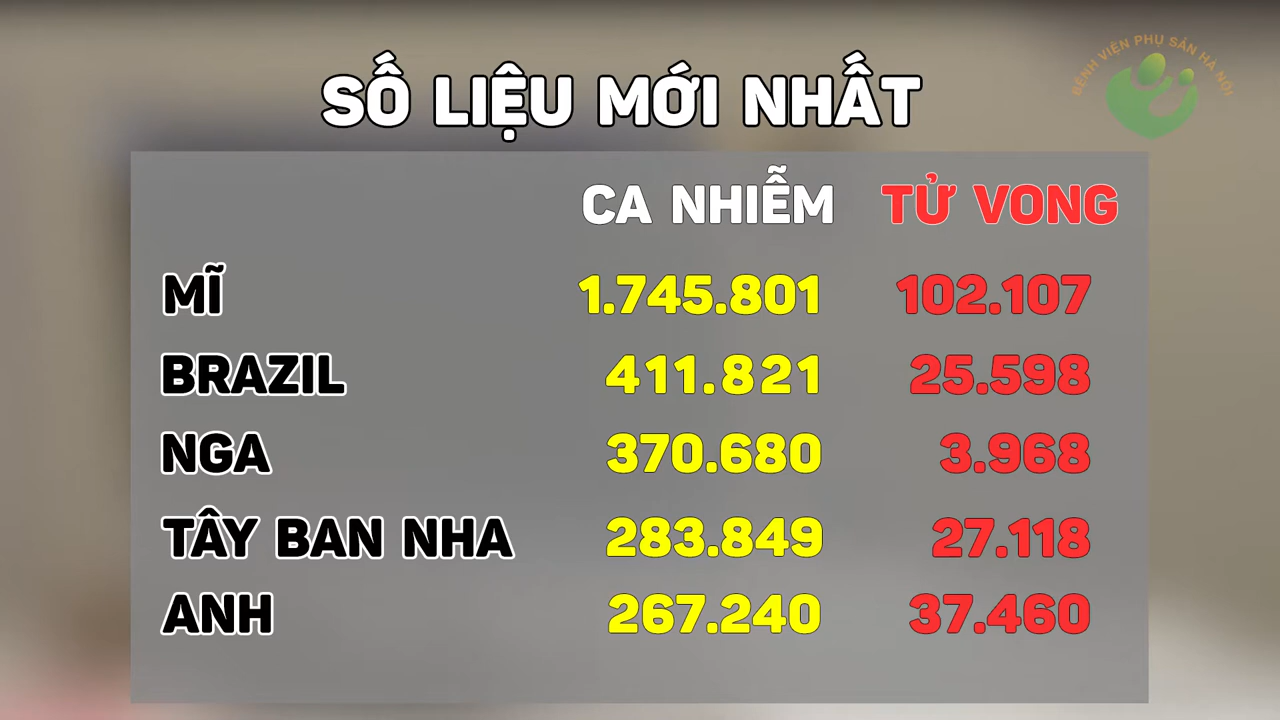 BỆNH VIỆN PHỤ SẢN HÀ NỘI
SỐ LIỆU MỚI NHẤT
CA NHIỄM TỬ VONG
MĨ 1.745.801 102.107
BRAZIL 411.821 25.598
NGA 370.680 3.968
TÂY BAN NHA 283.849 27.118
ANH 267.240 37.460